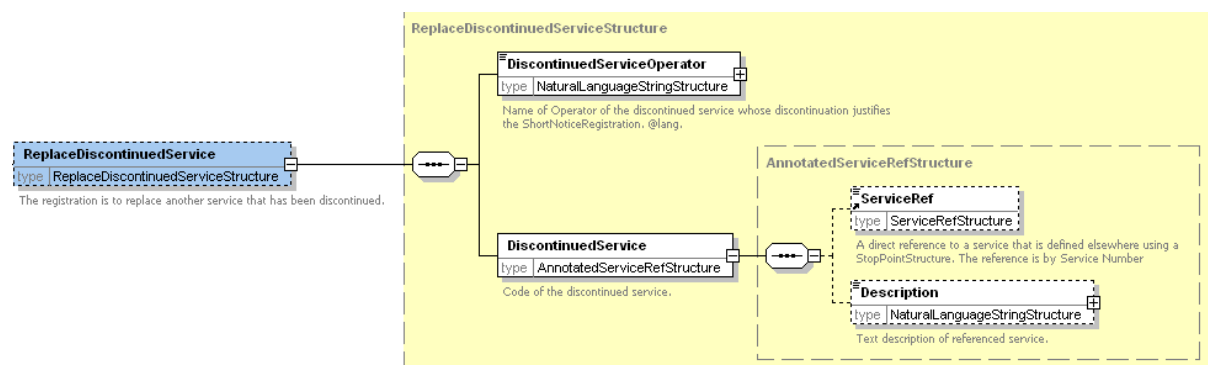 ReplaceDiscontinuedServiceStructure
DiscontinuedServiceOperator
type NaturalLanguageStringStructure
Name of Operator of the discontinued service whose discontinuation justifies
the ShortNoticeRegistration. @lang.
ReplaceDiscontinuedService
type ReplaceDiscontinuedServiceStructure
The registration is to replace another service that has been discontinued.
AnnotatedServiceRefStructure
ServiceRef
type ServiceRefStructure
A direct reference to a service that is defined elsewhere using a
StopPointStructure. The reference is by Service Number
DiscontinuedService
type AnnotatedServiceRefStructure
Code of the discontinued service.
Description
type NaturalLanguageStringStructure
Text description of referenced service.